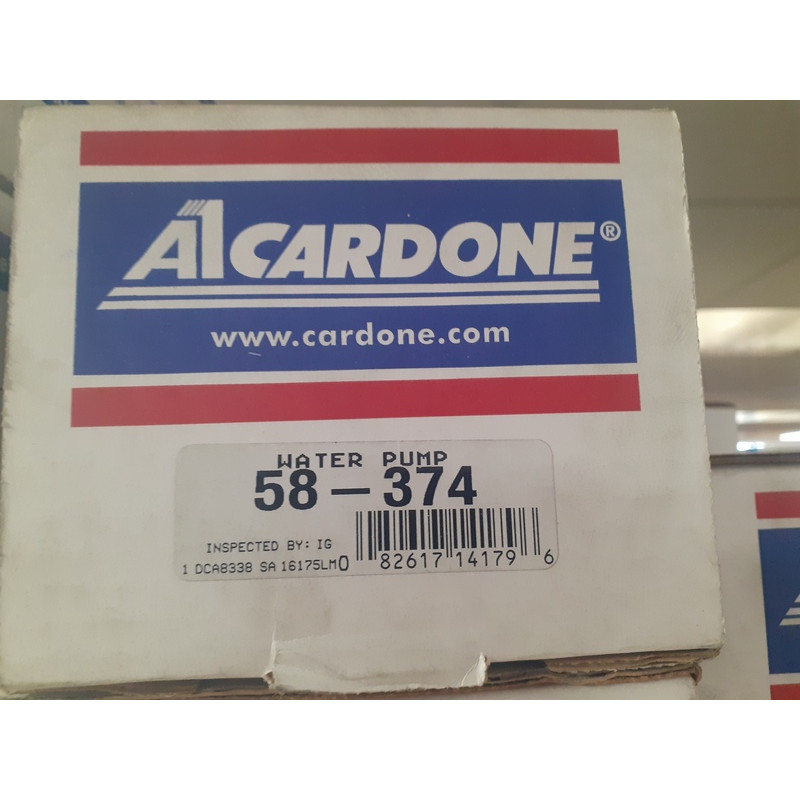 A1CARDONE®
www.cardone.com
WATER PUMP
58-374
INSPECTED BY: IG
1 DCA8338 SA 16175LM
0 82617 14179 6